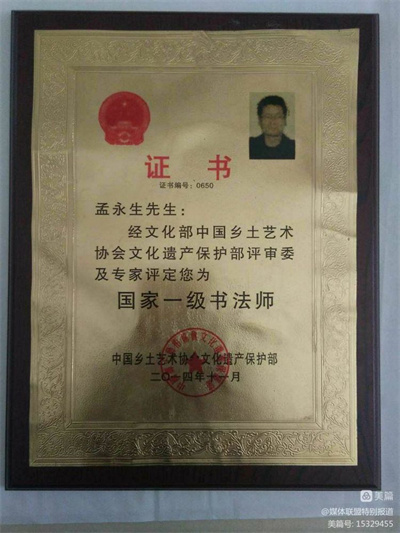 证书
证书编号：0650
孟永生先生：
经文化部中国乡土艺术
协会文化遗产保护部评审委
及专家评定您为
国家一级书法师
中国乡土艺术协会文化遗产保护部
二〇一四年十一月
美篇
@媒体联盟特别报道
美篇号: 15329455